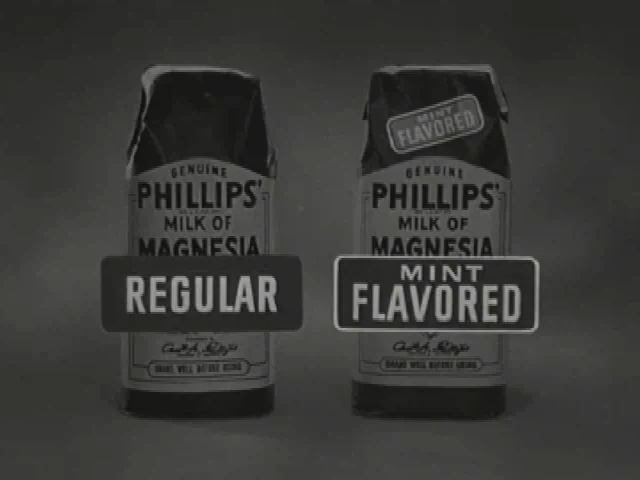 GENUINE
PHILLIPS'
MILK OF
MAGNESIA
REGULAR
SHAKE WELL BEFORE USING
MINT
FLAVORED
GENUINE
PHILLIPS'
MILK OF
MAGNESIA
MINT
FLAVORED
SHAKE WELL BEFORE USING